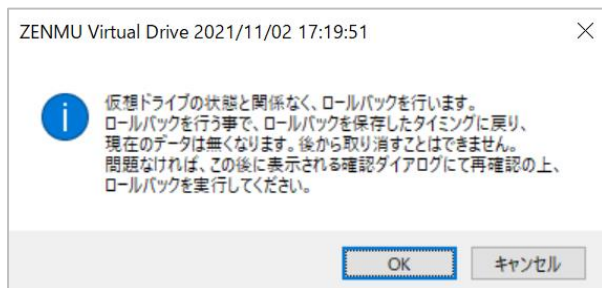 ZENMU Virtual Drive 2021/11/02 17:19:51
仮想ドライブの状態と関係なく、ロールバックを行います。
ロールバックを行う事で、ロールバックを保存したタイミングに戻り、
現在のデータは無くなります。後から取り消すことはできません。
問題なければ、この後に表示される確認ダイアログにて再確認の上、
ロールバックを実行してください。
OK
キャンセル